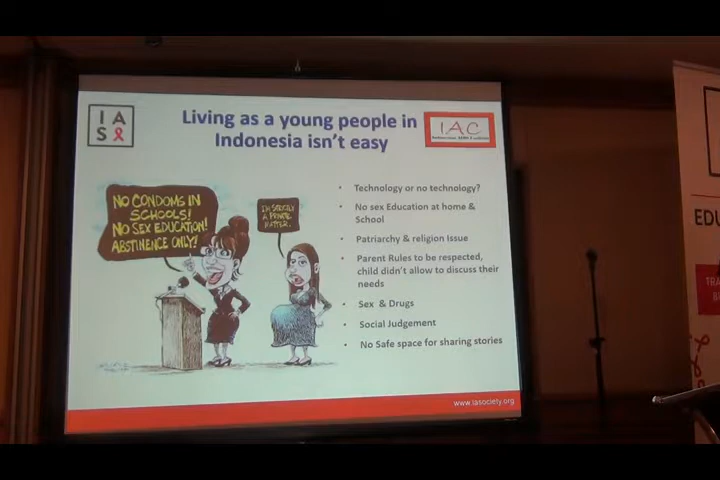 I A
S
Living as a young people in
Indonesia isn't easy
IAC
NO CONDOMS IN
SCHOOLS!
NO SEX EDUCATION!
ABSTINENCE ONLY!
I'M STRICTLY
A PRIVATE
MATTER.
• Technology or no technology?
• No sex Education at home &
School
• Patriarchy & religion Issue
• Parent Rules to be respected,
child didn't allow to discuss their
needs
• Sex & Drugs
• Social Judgement
• No Safe space for sharing stories
www.iasociety.org
EDU
TRA